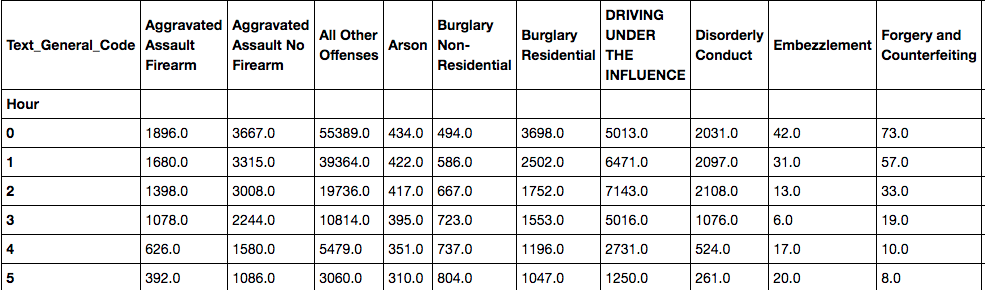 Text_General_Code Aggravated Assault Firearm Aggravated Assault No Firearm All Other Offenses Arson Burglary Non-Residential Burglary Residential DRIVING UNDER THE INFLUENCE Disorderly Conduct Embezzlement Forgery and Counterfeiting
Hour
0 1896.0 3667.0 55389.0 434.0 494.0 3698.0 5013.0 2031.0 42.0 73.0
1 1680.0 3315.0 39364.0 422.0 586.0 2502.0 6471.0 2097.0 31.0 57.0
2 1398.0 3008.0 19736.0 417.0 667.0 1752.0 7143.0 2108.0 13.0 33.0
3 1078.0 2244.0 10814.0 395.0 723.0 1553.0 5016.0 1076.0 6.0 19.0
4 626.0 1580.0 5479.0 351.0 737.0 1196.0 2731.0 524.0 17.0 10.0
5 392.0 1086.0 3060.0 310.0 804.0 1047.0 1250.0 261.0 20.0 8.0